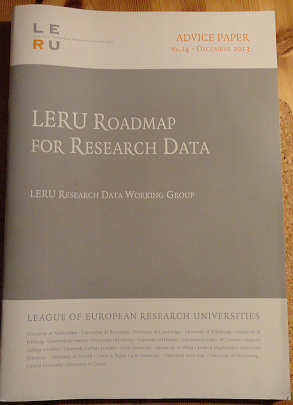 LE
RU
LEAGUE OF EUROPEAN RESEARCH UNIVERSITIES
ADVICE PAPER
No.14 - December 2013
LERU Roadmap
for Research Data
LERU Research Data Working Group
League of European Research Universities
University of Amsterdam - Universitat de Barcelona - University of Cambridge - University of Edinburgh - University of
Freiburg - Université de Genève - Universität Heidelberg - University of Helsinki - Universiteit Leiden - KU Leuven - Imperial
College London - University College London - Lund University - University of Milan - Ludwig-Maximilians-Universität
München - University of Oxford - Pierre & Marie Curie University - Université Paris-Sud - University of Strasbourg -
Utrecht University - University of Zurich